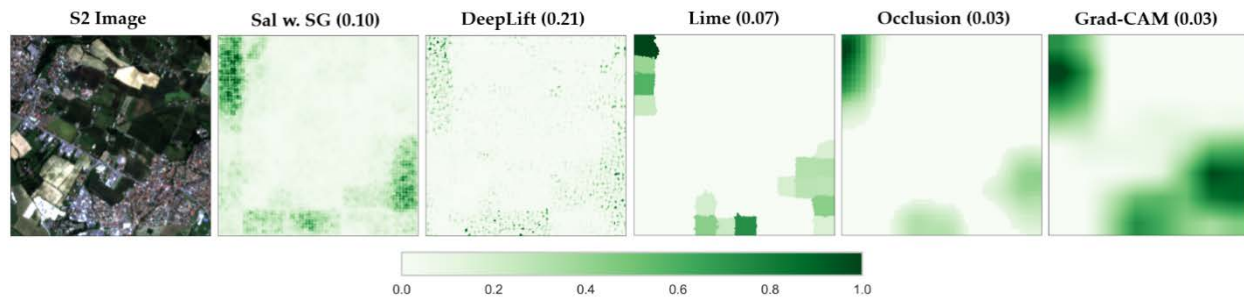 S2 Image Sal w. SG (0.10) DeepLift (0.21) Lime (0.07) Occlusion (0.03) Grad-CAM (0.03)
0.0 0.2 0.4 0.6 0.8 1.0